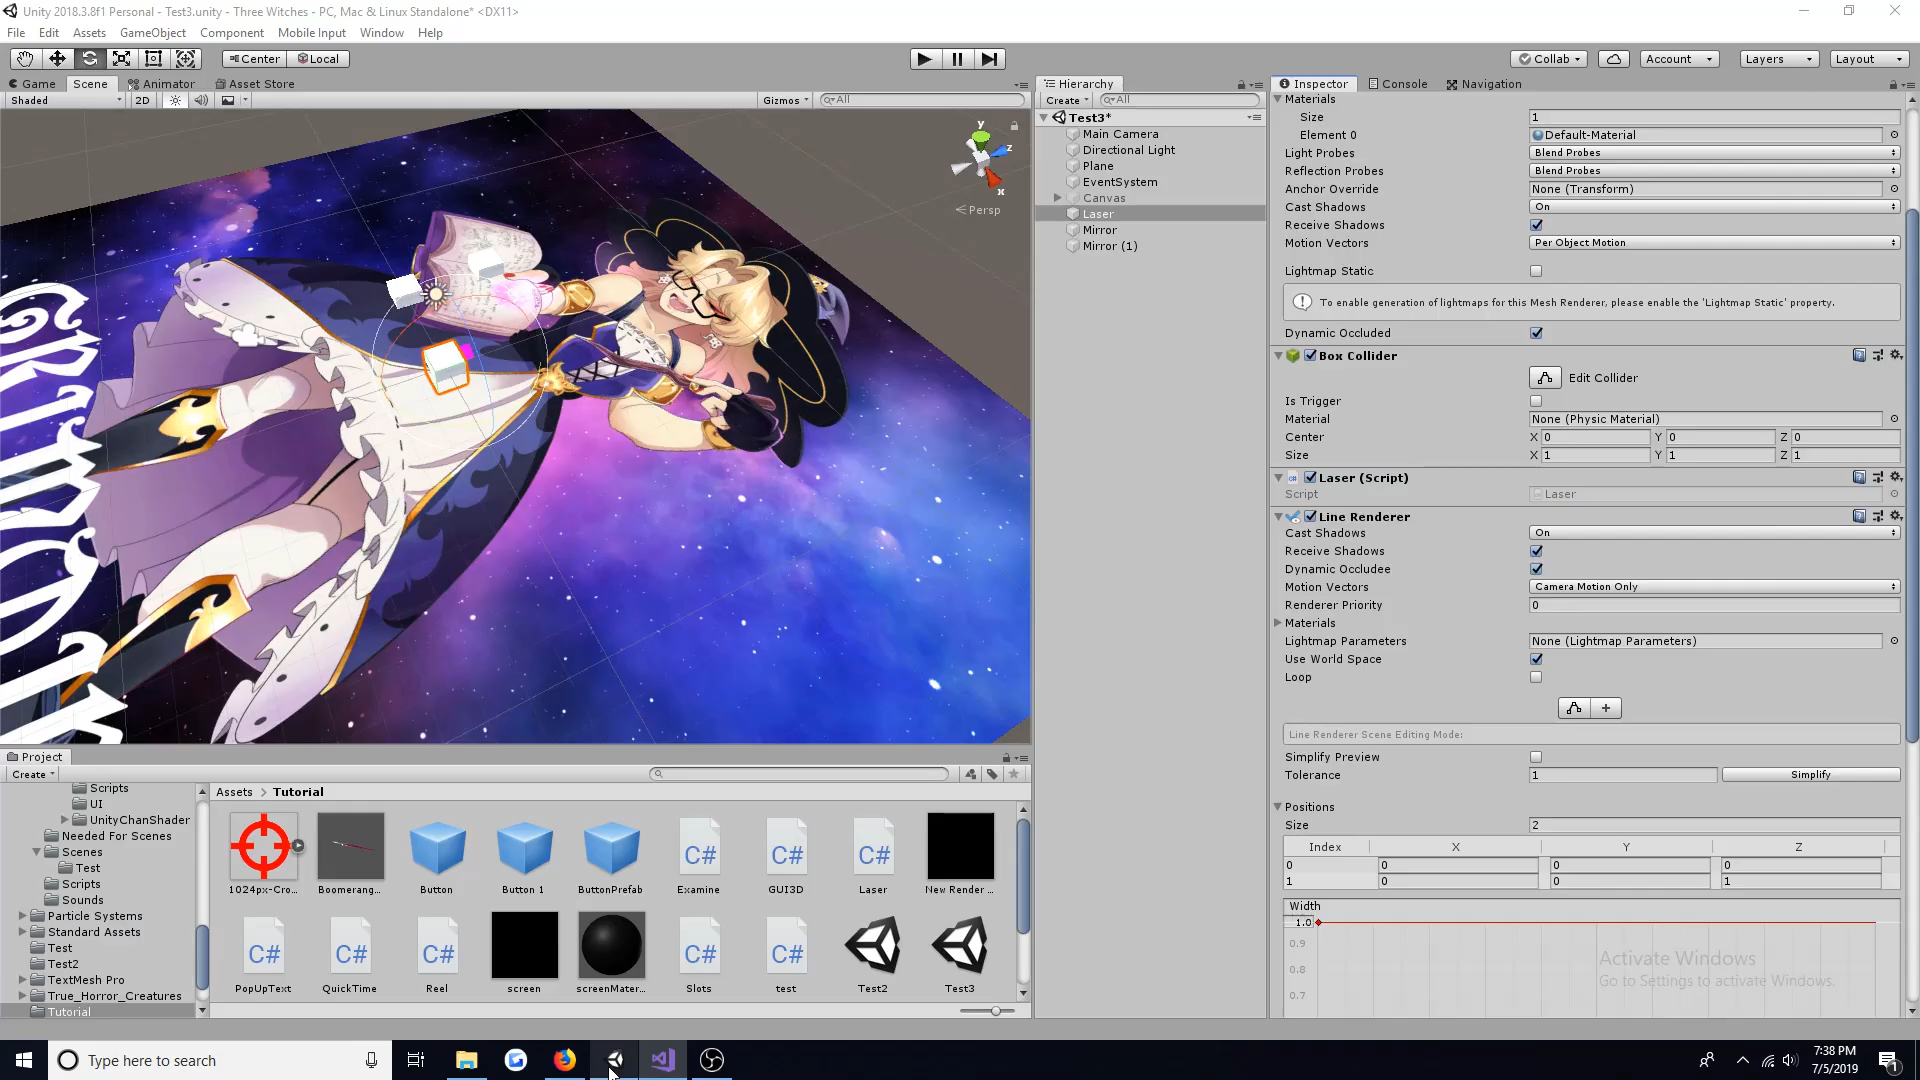 Unity 2018.3.8f1 Personal - Test3.unity - Three Witches - PC, Mac & Linux Standalone* <DX11>
File Edit Assets GameObject Component Mobile Input Window Help
Center Local
Collab Account Layers Layout
Game Scene Animator Asset Store
Shaded 2D Gizmos All
y
z
x
Persp
Hierarchy
Create All
Test3*
Main Camera
Directional Light
Plane
EventSystem
Canvas
Laser
Mirror
Mirror (1)
Inspector Console Navigation
Materials
Size 1
Element 0 Default-Material
Light Probes Blend Probes
Reflection Probes Blend Probes
Anchor Override None (Transform)
Cast Shadows On
Receive Shadows
Motion Vectors Per Object Motion
Lightmap Static
To enable generation of lightmaps for this Mesh Renderer, please enable the 'Lightmap Static' property.
Dynamic Occluded
Box Collider
Edit Collider
Is Trigger
Material None (Physic Material)
Center X 0 Y 0 Z 0
Size X 1 Y 1 Z 1
Laser (Script)
Script Laser
Line Renderer
Cast Shadows On
Receive Shadows
Dynamic Occludee
Motion Vectors Camera Motion Only
Renderer Priority 0
Materials
Lightmap Parameters None (Lightmap Parameters)
Use World Space
Loop
+
Line Renderer Scene Editing Mode:
Simplify Preview
Tolerance 1 Simplify
Positions
Size 2
Index X Y Z
0 0 0 0
1 0 0 1
Width
1.0
0.9
0.8
0.7
Activate Windows
Go to Settings to activate Windows.
Project
Create
Scripts
UI
UnityChanShader
Needed For Scenes
Scenes
Test
Scripts
Sounds
Particle Systems
Standard Assets
Test
Test2
TextMesh Pro
True_Horror_Creatures
Tutorial
Assets > Tutorial
C# C# C#
1024px-Cro... Boomerang... Button Button 1 ButtonPrefab Examine GUI3D Laser New Render ...
C# C# C# C# C#
PopUpText QuickTime Reel screen screenMater... Slots test Test2 Test3
Type here to search
7:38 PM
7/5/2019
1